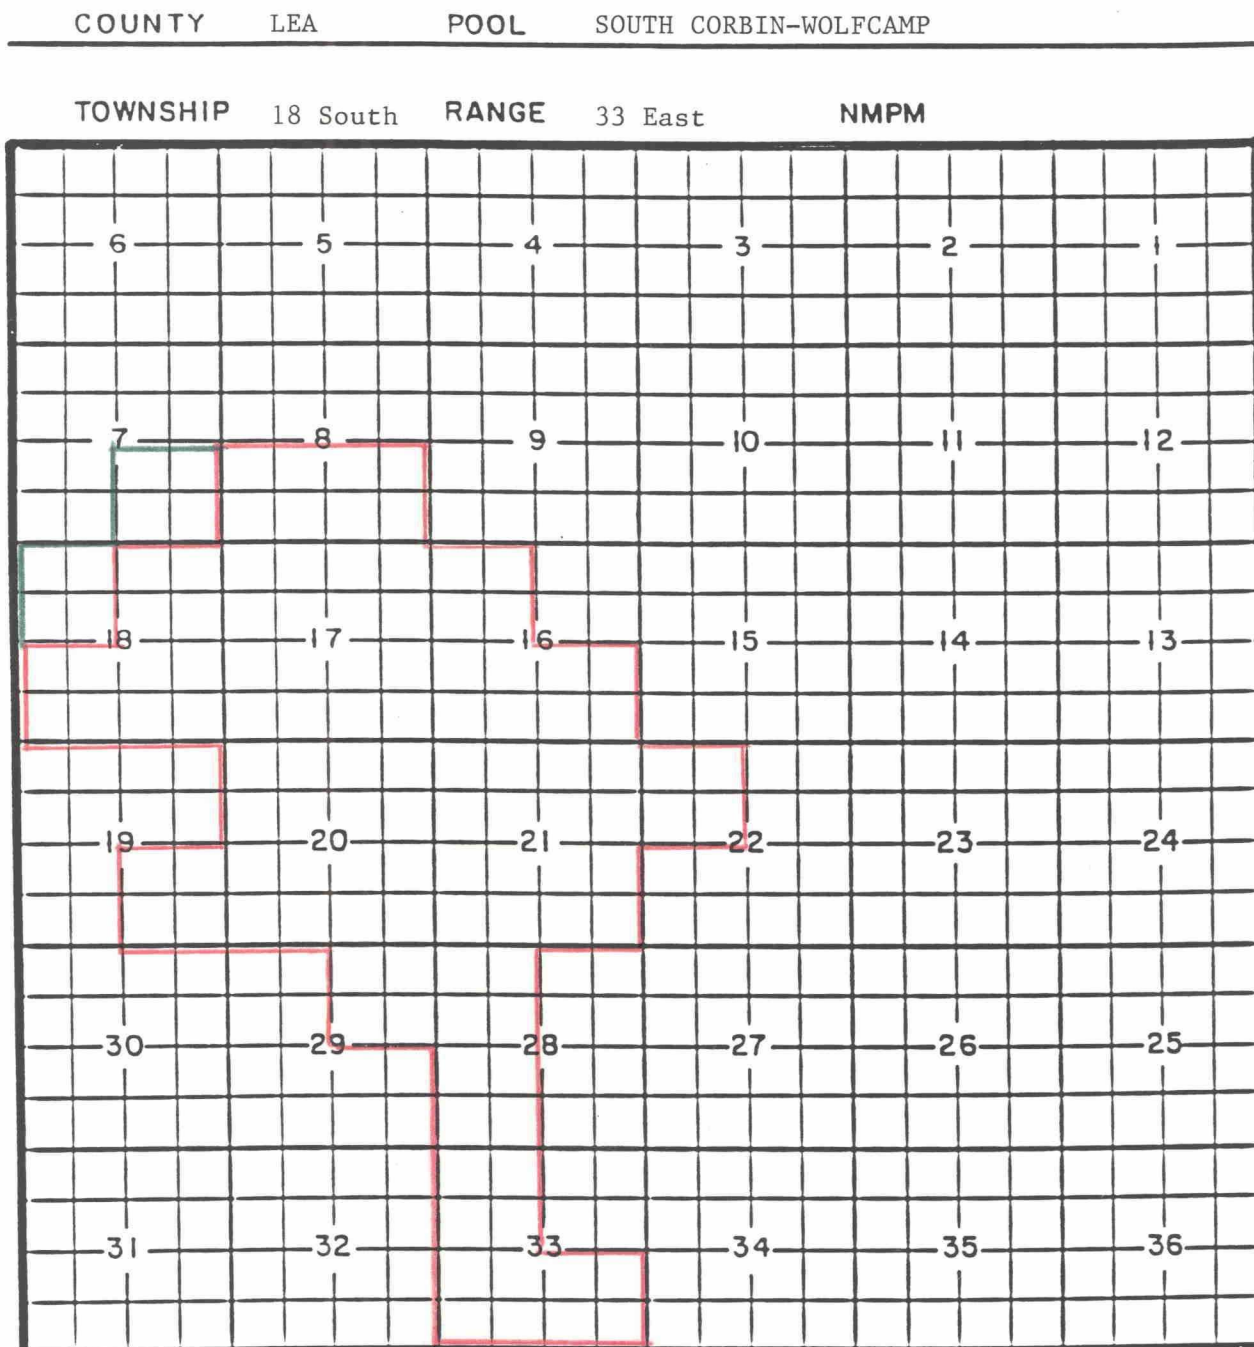 COUNTY LEA POOL SOUTH CORBIN-WOLFCAMP
TOWNSHIP 18 South RANGE 33 East NMPM
6 5 4 3 2 1
7 8 9 10 11 12
18 17 16 15 14 13
19 20 21 22 23 24
30 29 28 27 26 25
31 32 33 34 35 36